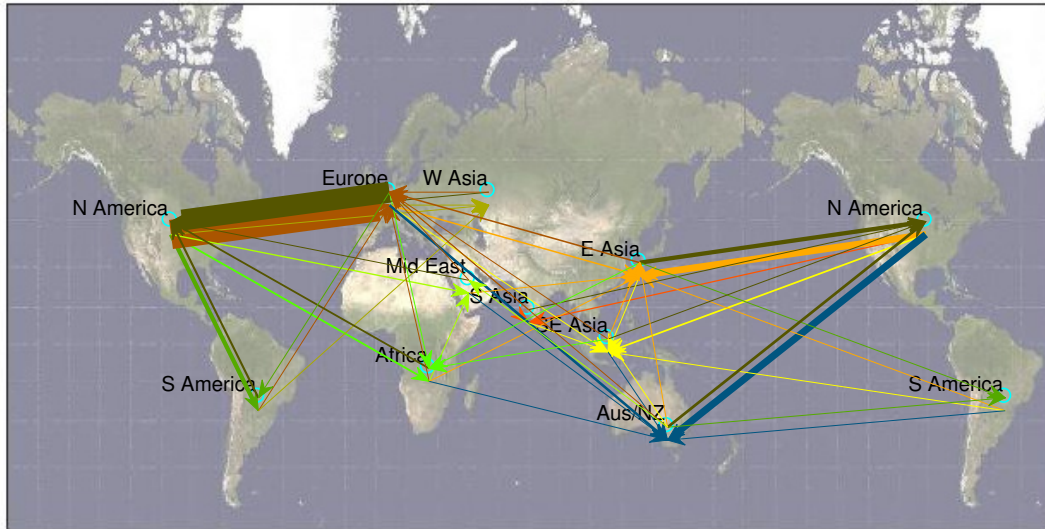 Europe
W Asia
N America
N America
E Asia
Mid East
S Asia
SE Asia
Africa
S America
S America
Aus/NZ